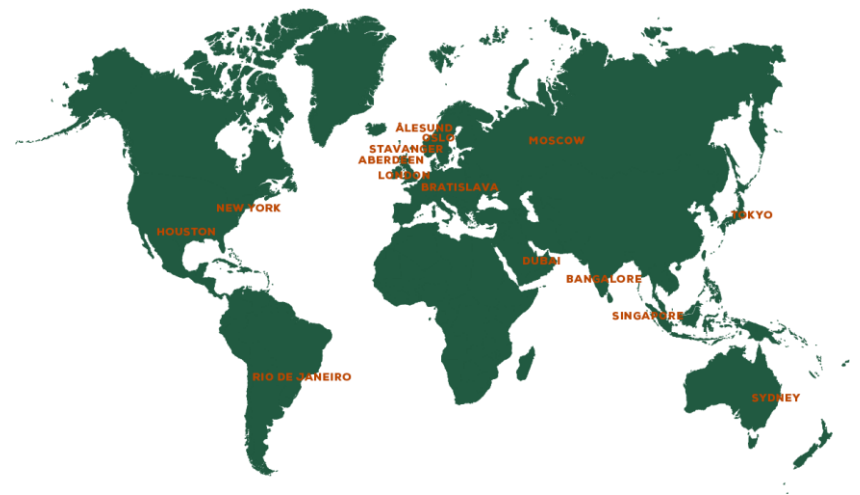 ÅLESUND
OSLO
MOSCOW
STAVANGER
ABERDEEN
LONDON
BRATISLAVA
NEW YORK
TOKYO
HOUSTON
DUBAI
BANGALORE
SINGAPORE
RIO DE JANEIRO
SYDNEY